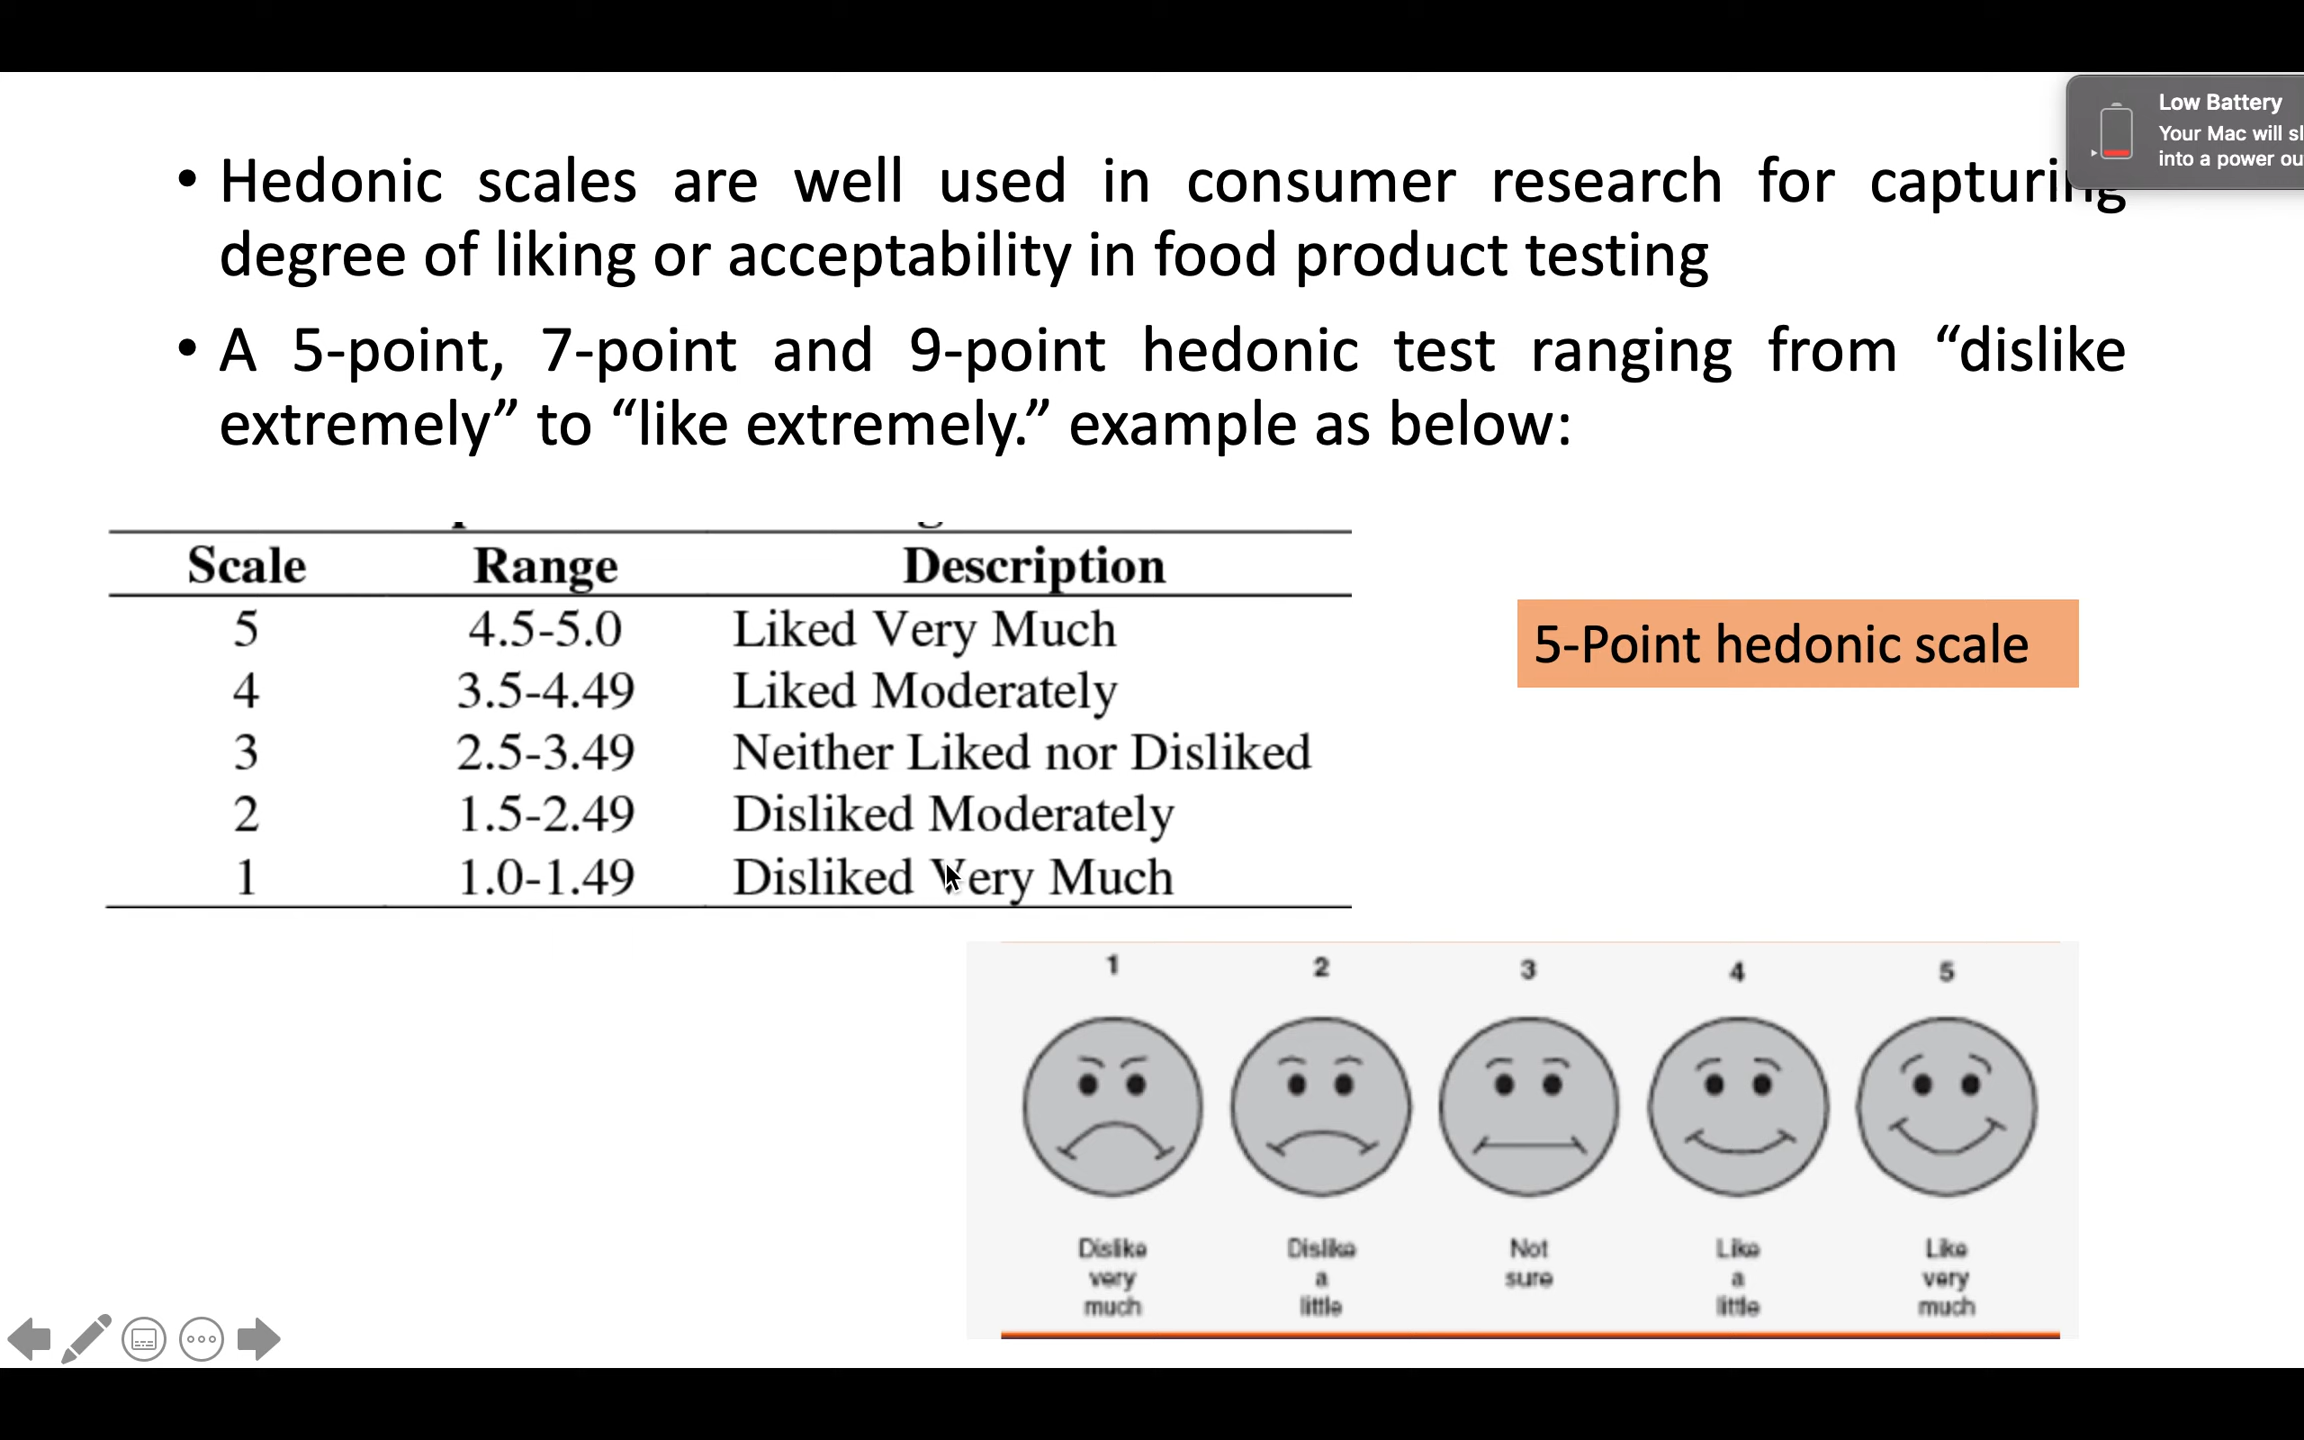 Low Battery
Your Mac will sl
into a power ou
• Hedonic scales are well used in consumer research for capturing
degree of liking or acceptability in food product testing
• A 5-point, 7-point and 9-point hedonic test ranging from “dislike
extremely” to “like extremely.” example as below:
Scale Range Description
5 4.5-5.0 Liked Very Much
4 3.5-4.49 Liked Moderately
3 2.5-3.49 Neither Liked nor Disliked
2 1.5-2.49 Disliked Moderately
1 1.0-1.49 Disliked Very Much
5-Point hedonic scale
1 2 3 4 5
Dislike Dislike Not Like Like
very a sure a very
much little little much